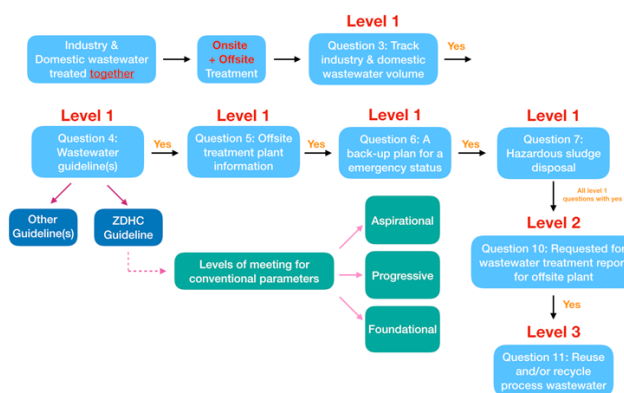 Level 1
Industry &
Domestic wastewater
treated together
Onsite
+ Offsite
Treatment
Question 3: Track
industry & domestic
wastewater volume
Yes
Level 1
Question 4:
Wastewater
guideline(s)
Yes
Level 1
Question 5: Offsite
treatment plant
information
Yes
Level 1
Question 6: A
back-up plan for a
emergency status
Yes
Level 1
Question 7:
Hazardous sludge
disposal
All level 1
questions with yes
Other
Guideline(s)
ZDHC
Guideline
Levels of meeting for
conventional parameters
Aspirational
Progressive
Foundational
Level 2
Question 10: Requested for
wastewater treatment report
for offsite plant
Yes
Level 3
Question 11: Reuse
and/or recycle
process wastewater